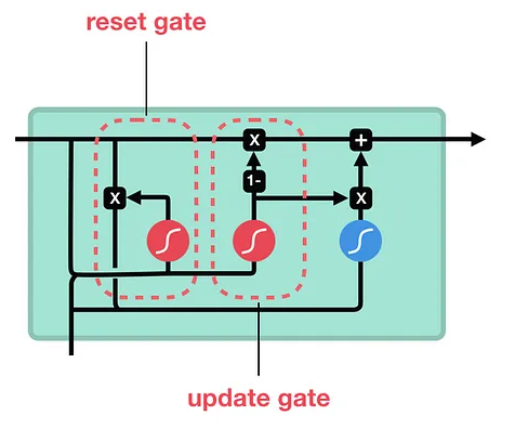 reset gate
X
+
1-
X
X
update gate